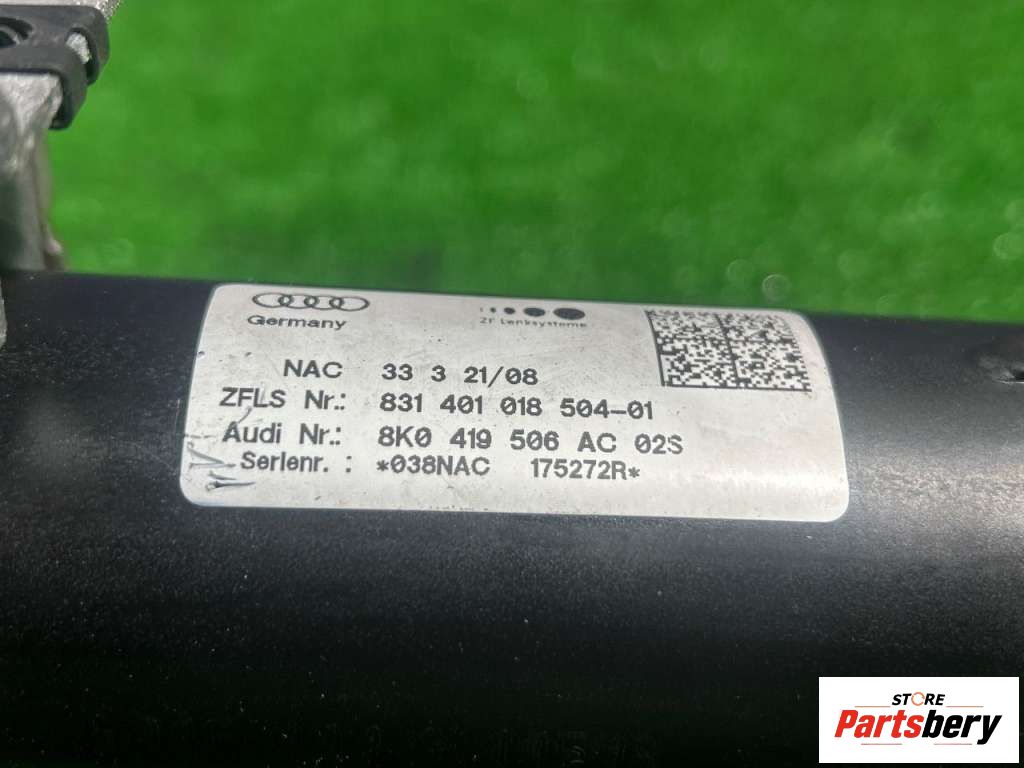 Germany
ZF Lenksysteme
NAC 33 3 21/08
ZFLS Nr.: 831 401 018 504-01
Audi Nr.: 8K0 419 506 AC 02S
Serienr. : *038NAC 175272R*
STORE
Partsbery